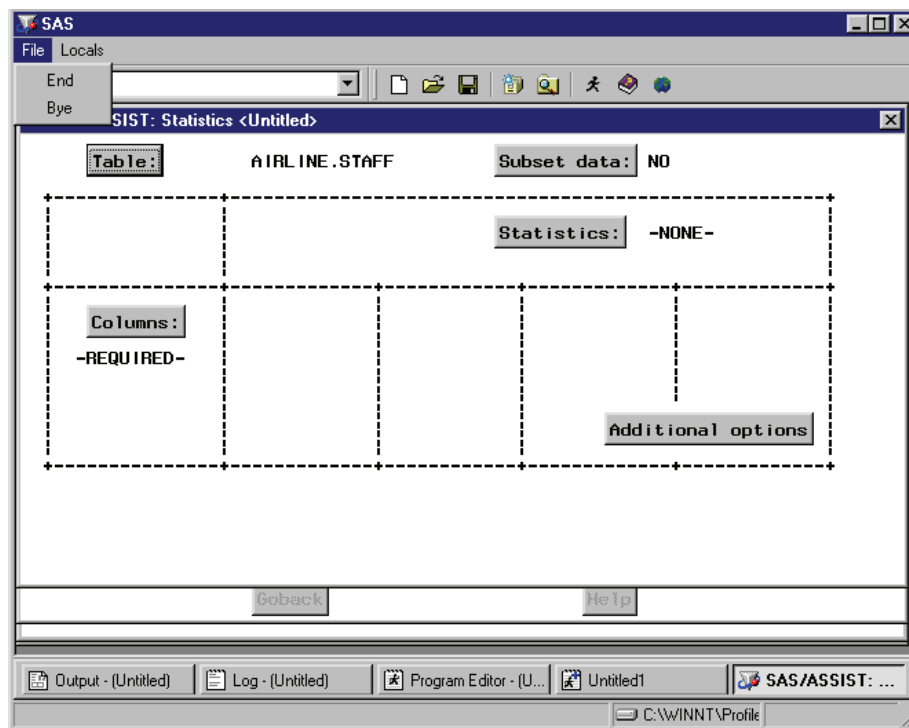 SAS
File Locals
End
Bye
SIST: Statistics <Untitled>
Table: AIRLINE.STAFF Subset data: NO
Statistics: -NONE-
Columns:
-REQUIRED-
Additional options
Goback Help
Output - (Untitled) Log - (Untitled) Program Editor - (U... Untitled1 SAS/ASSIST: ...
C:\WINNT\Profile